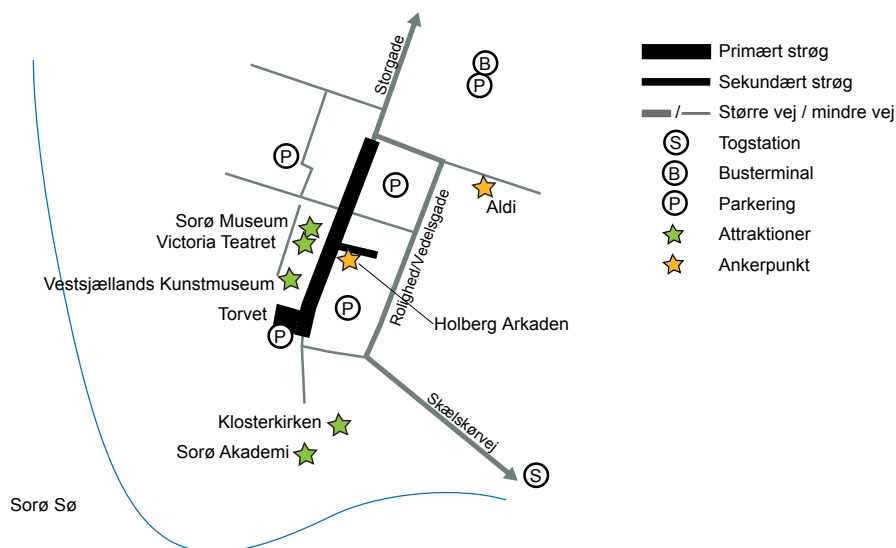 Storgade
B
P
P
P
Aldi
Rolighed/Vedelsgade
Sorø Museum
Victoria Teatret
Vestsjællands Kunstmuseum
Torvet
P
P
Holberg Arkaden
Klosterkirken
Sorø Akademi
Skælskørvej
S
Sorø Sø
Primært strøg
Sekundært strøg
/ Større vej / mindre vej
S Togstation
B Busterminal
P Parkering
Attraktioner
Ankerpunkt